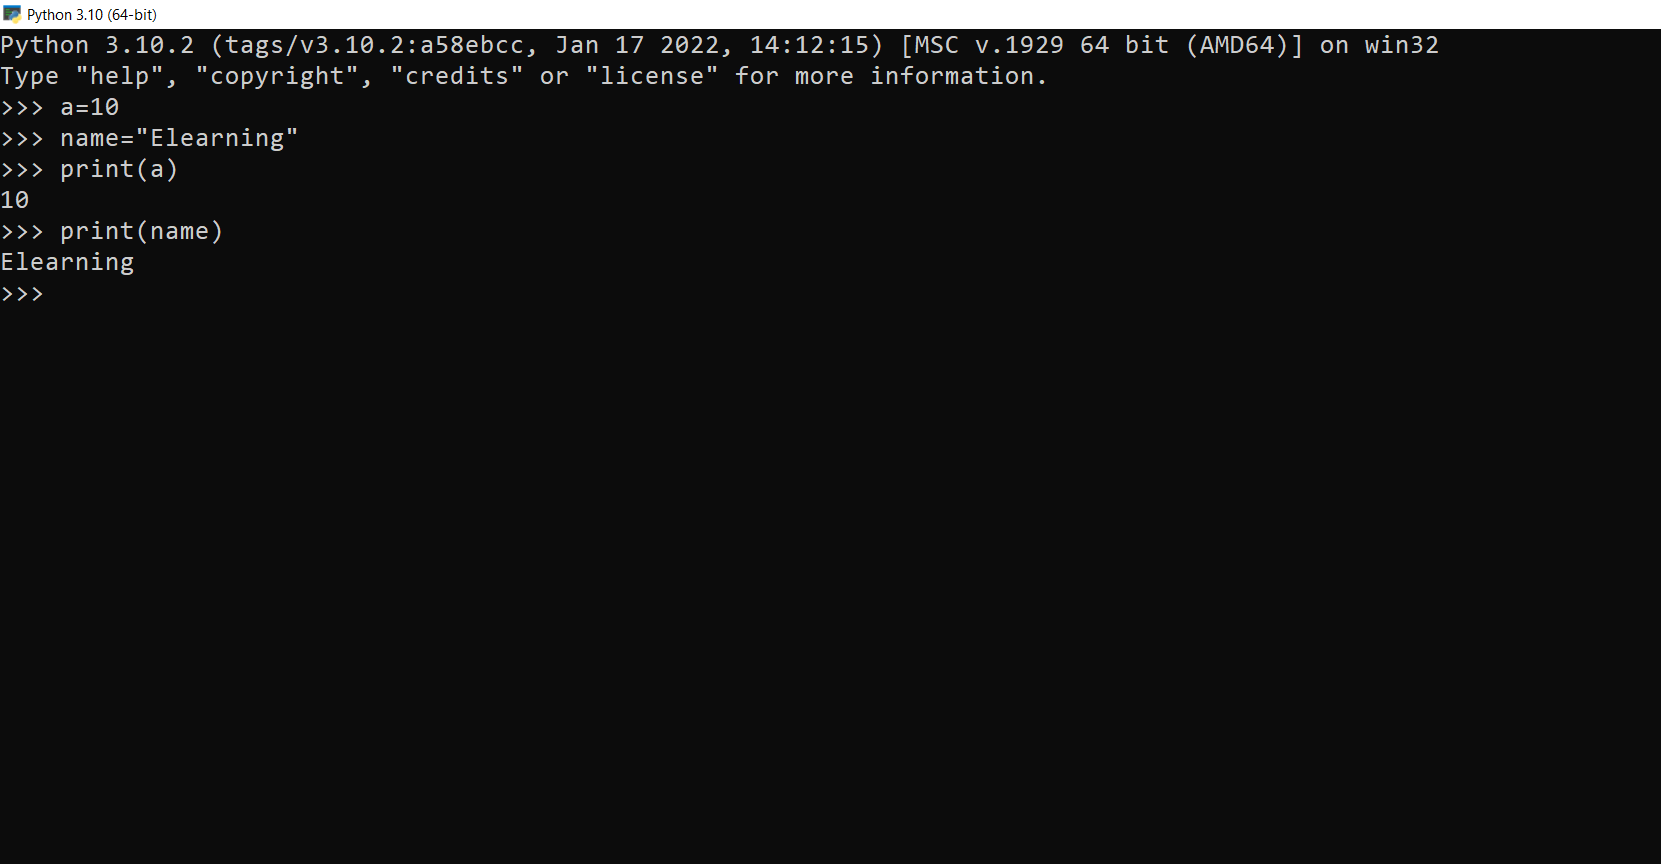 Python 3.10 (64-bit)
Python 3.10.2 (tags/v3.10.2:a58ebcc, Jan 17 2022, 14:12:15) [MSC v.1929 64 bit (AMD64)] on win32
Type "help", "copyright", "credits" or "license" for more information.
>>> a=10
>>> name="Elearning"
>>> print(a)
10
>>> print(name)
Elearning
>>>